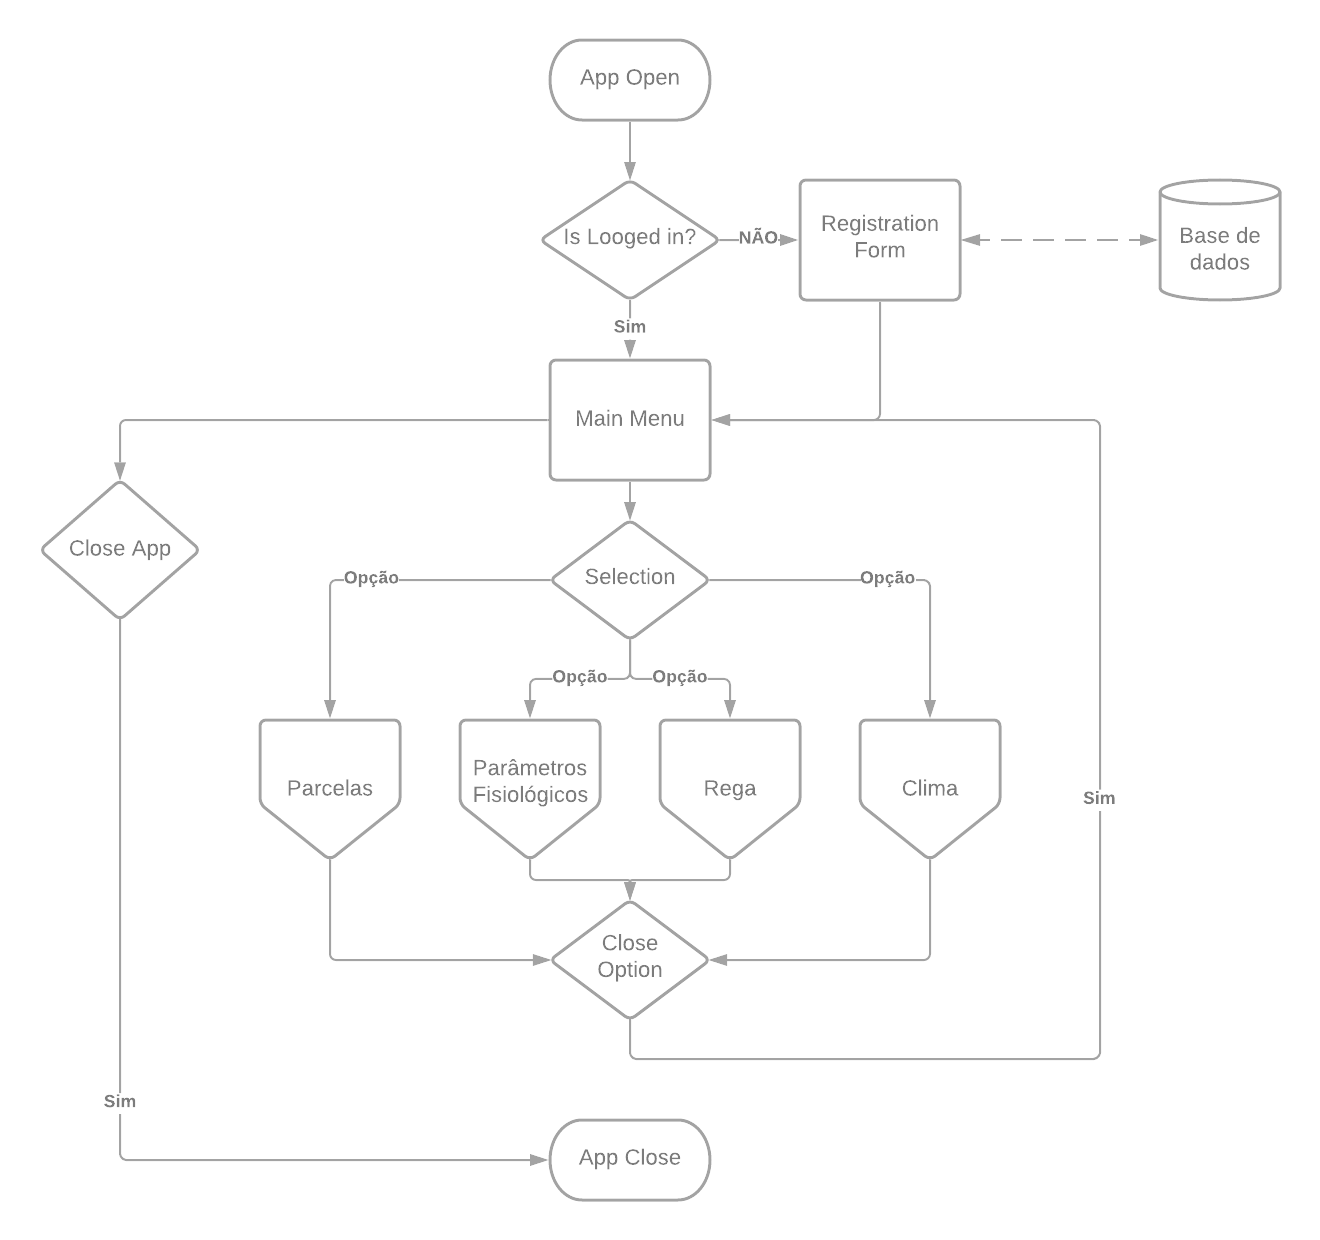 App Open
Is Looged in?
NÃO
Registration
Form
Base de
dados
Sim
Main Menu
Close App
Selection
Opção
Opção
Opção
Opção
Parcelas
Parâmetros
Fisiológicos
Rega
Clima
Sim
Close
Option
Sim
App Close